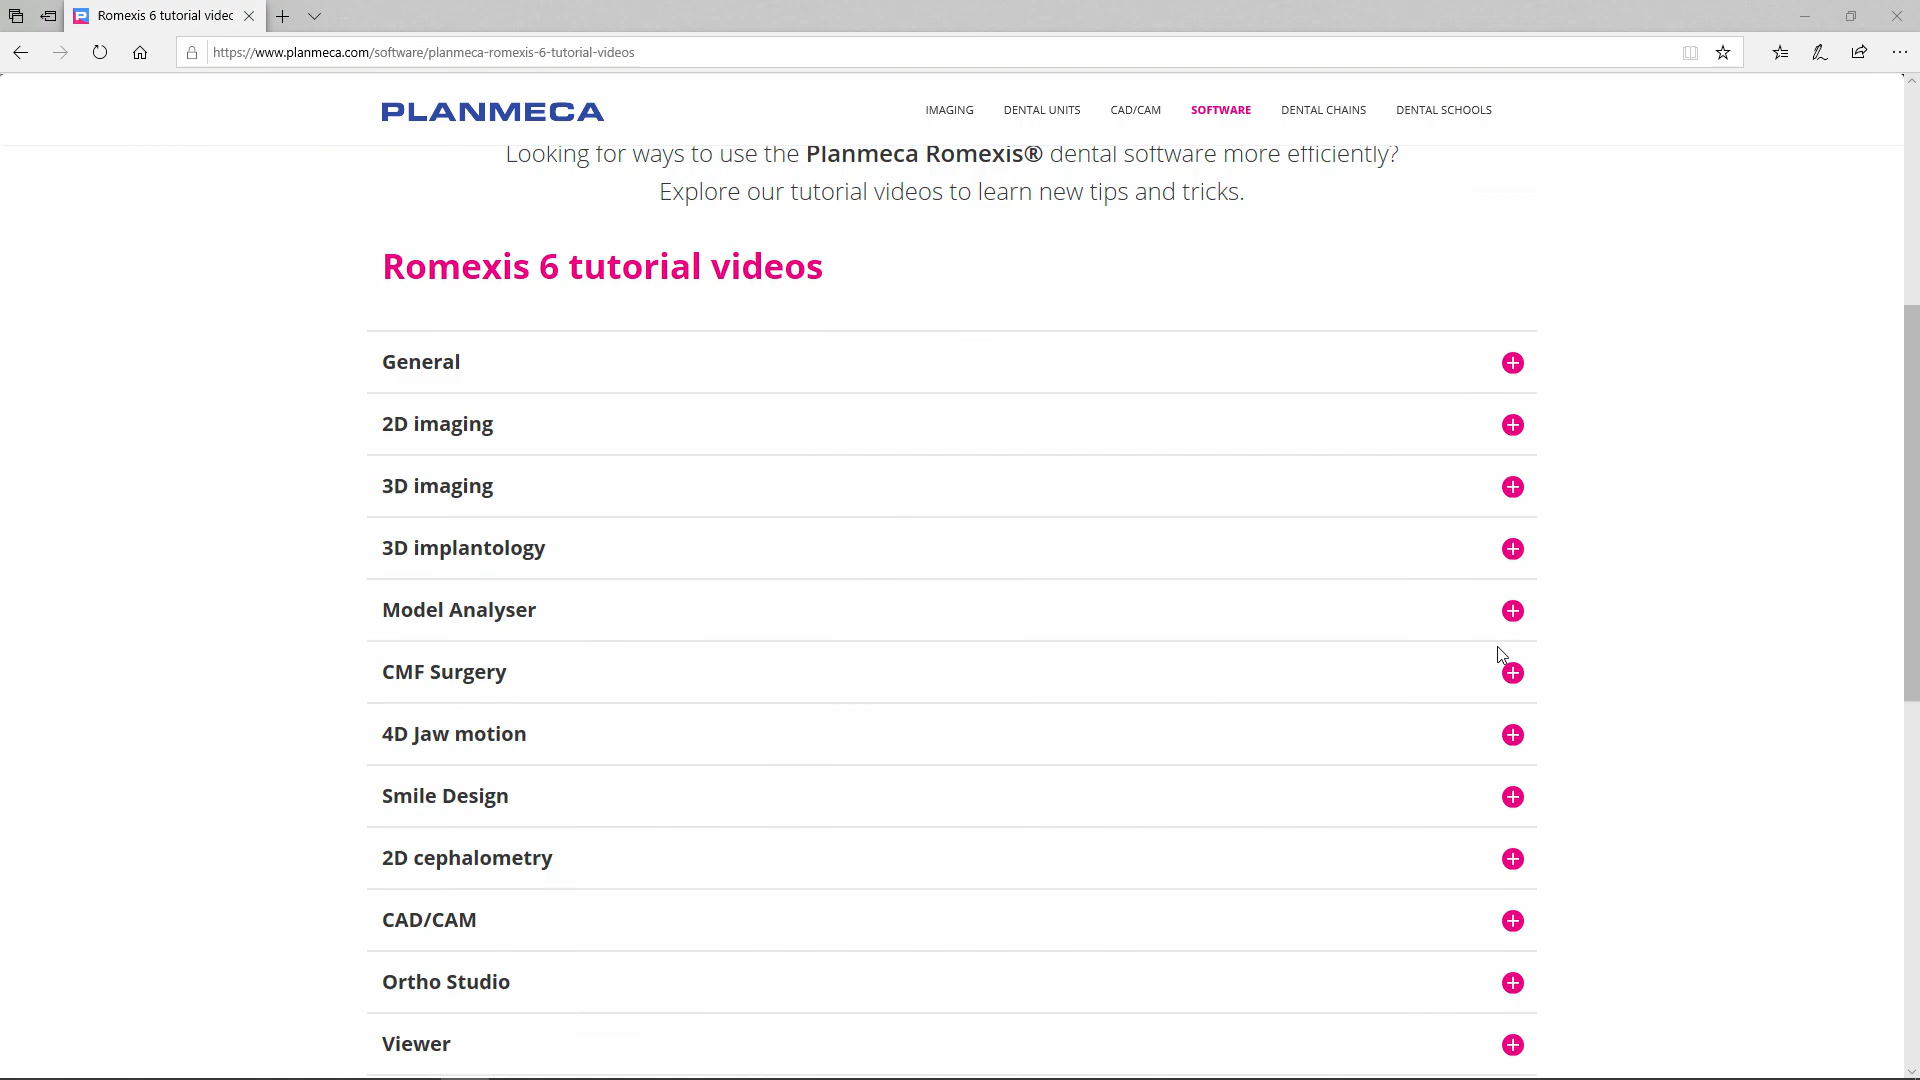 Romexis 6 tutorial videc
https://www.planmeca.com/software/planmeca-romexis-6-tutorial-videos
PLANMECA
IMAGING
DENTAL UNITS
CAD/CAM
SOFTWARE
DENTAL CHAINS
DENTAL SCHOOLS
Looking for ways to use the Planmeca Romexis® dental software more efficiently?
Explore our tutorial videos to learn new tips and tricks.
Romexis 6 tutorial videos
General
2D imaging
3D imaging
3D implantology
Model Analyser
CMF Surgery
4D Jaw motion
Smile Design
2D cephalometry
CAD/CAM
Ortho Studio
Viewer